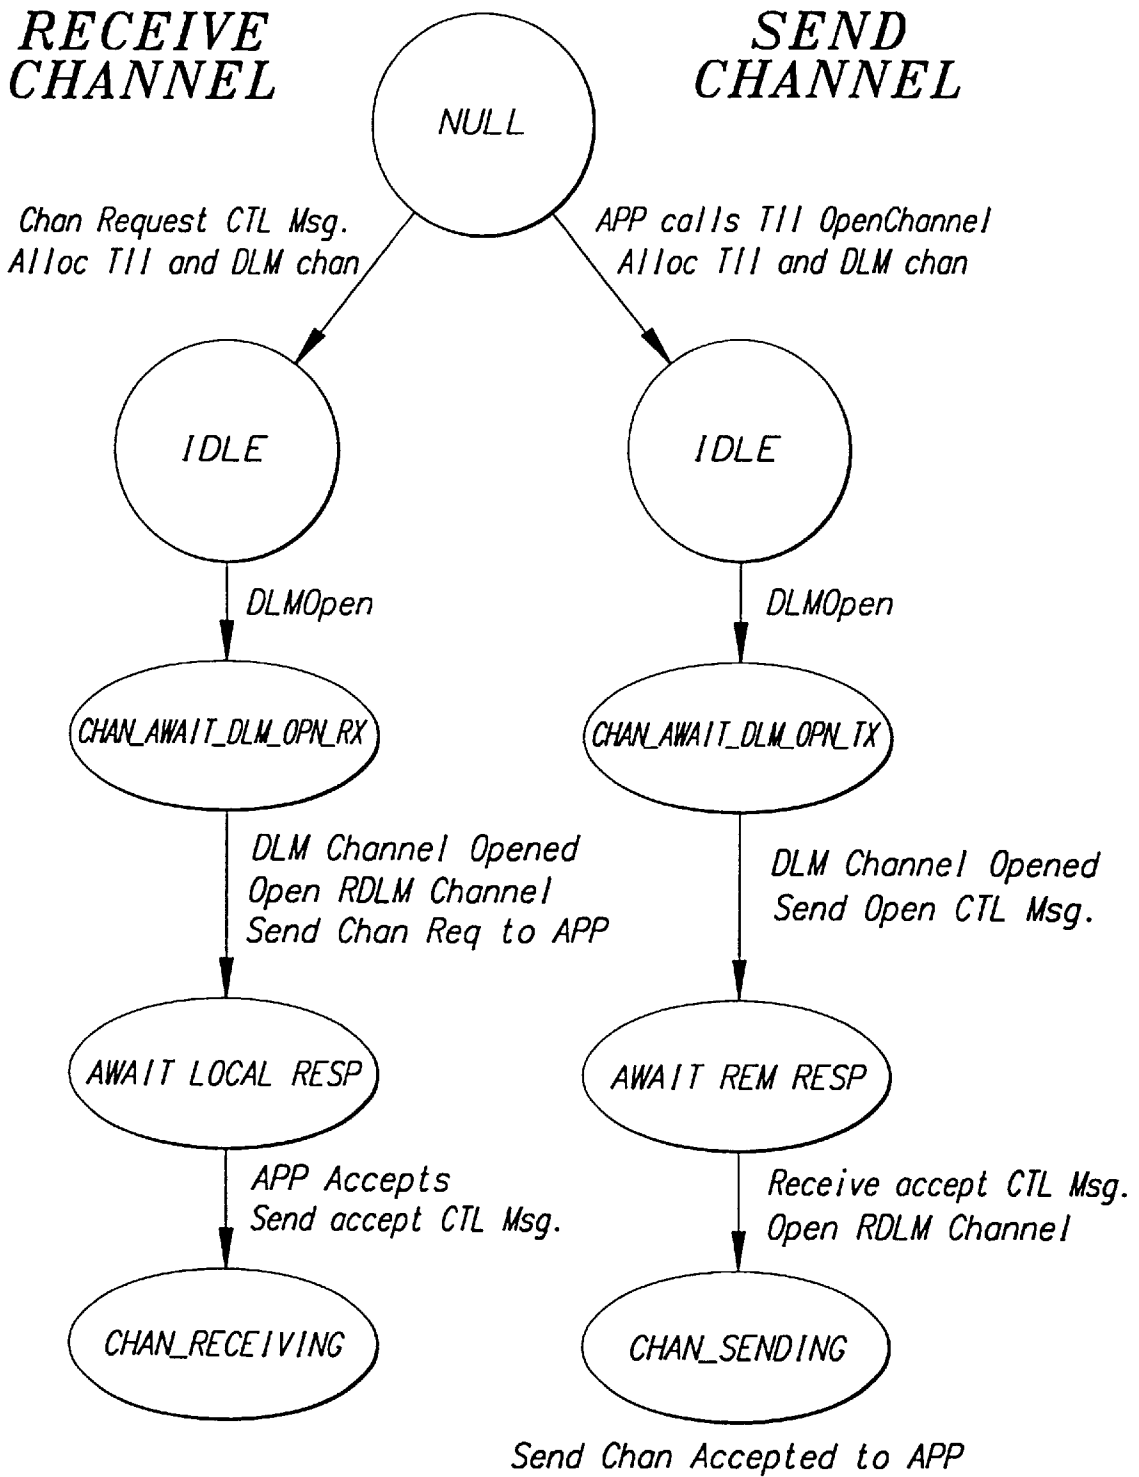 RECEIVE
CHANNEL
SEND
CHANNEL
NULL
Chan Request CTL Msg.
Alloc TII and DLM chan
APP calls TII OpenChannel
Alloc TII and DLM chan
IDLE
IDLE
DLMOpen
DLMOpen
CHAN_AWAIT_DLM_OPN_RX
CHAN_AWAIT_DLM_OPN_TX
DLM Channel Opened
Open RDLM Channel
Send Chan Req to APP
DLM Channel Opened
Send Open CTL Msg.
AWAIT LOCAL RESP
AWAIT REM RESP
APP Accepts
Send accept CTL Msg.
Receive accept CTL Msg.
Open RDLM Channel
CHAN_RECEIVING
CHAN_SENDING
Send Chan Accepted to APP